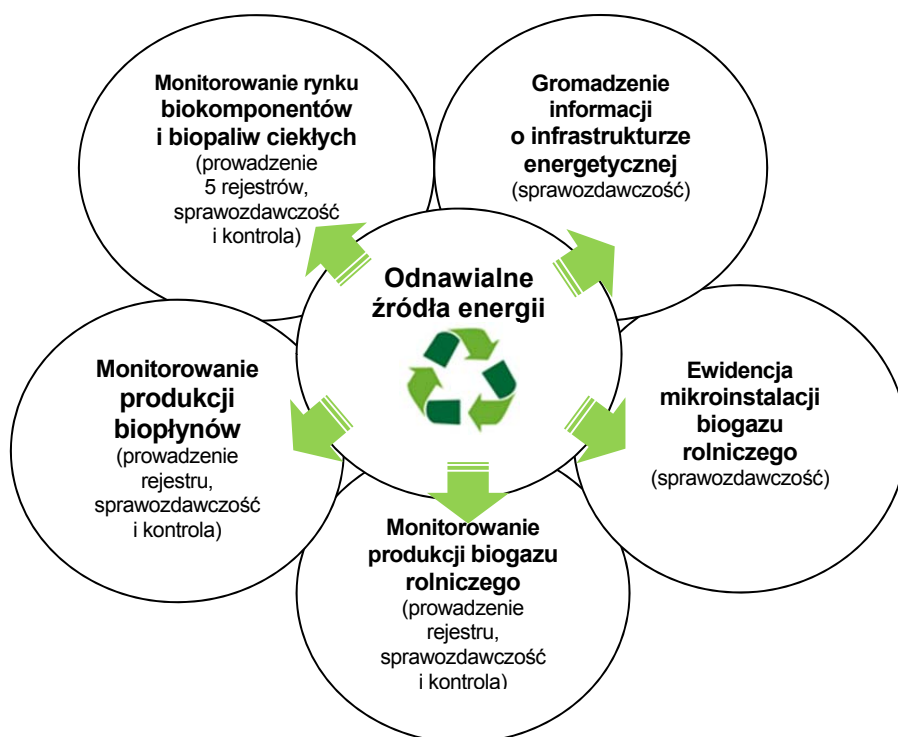 Monitorowanie rynku
biokomponentów
i biopaliw ciekłych
(prowadzenie
5 rejestrów,
sprawozdawczość
i kontrola)
Gromadzenie
informacji
o infrastrukturze
energetycznej
(sprawozdawczość)
Odnawialne
źródła energii
Monitorowanie
produkcji
biopłynów
(prowadzenie
rejestru,
sprawozdawczość
i kontrola)
Ewidencja
mikroinstalacji
biogazu
rolniczego
(sprawozdawczość)
Monitorowanie
produkcji biogazu
rolniczego
(prowadzenie
rejestru,
sprawozdawczość
i kontrola)